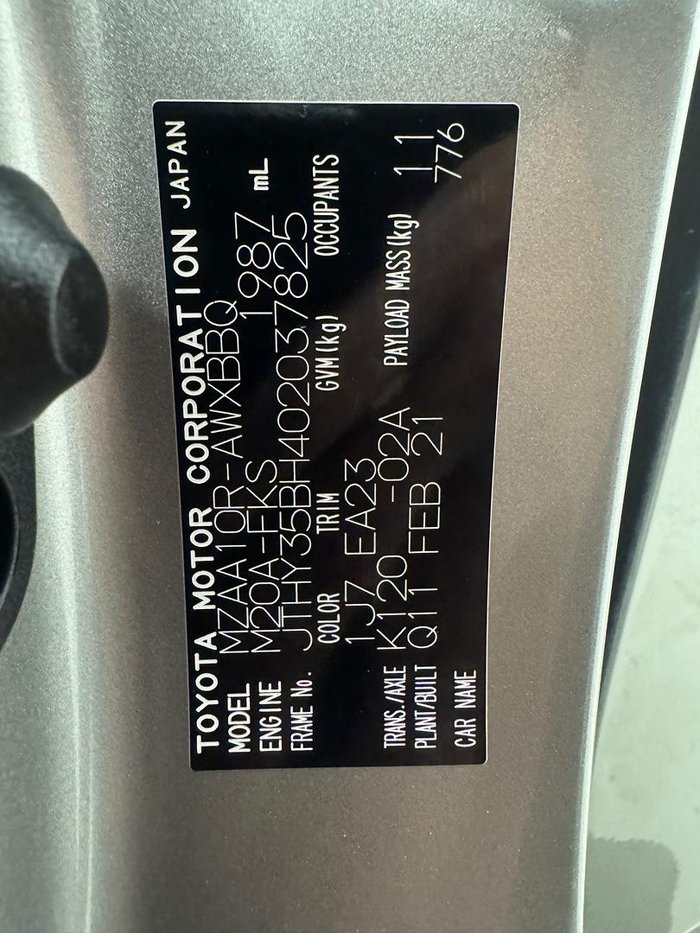 TOYOTA MOTOR CORPORATION JAPAN
MODEL MZAA10R-AWXBBQ
ENGINE M20A-FKS 1987 mL
FRAME No. JTHY35BH402037825
COLOR TRIM GVM(kg) OCCUPANTS
1J7 EA23
TRANS./AXLE K120 -02A PAYLOAD MASS(kg)
PLANT/BUILT Q11 FEB 21 11
CAR NAME 776